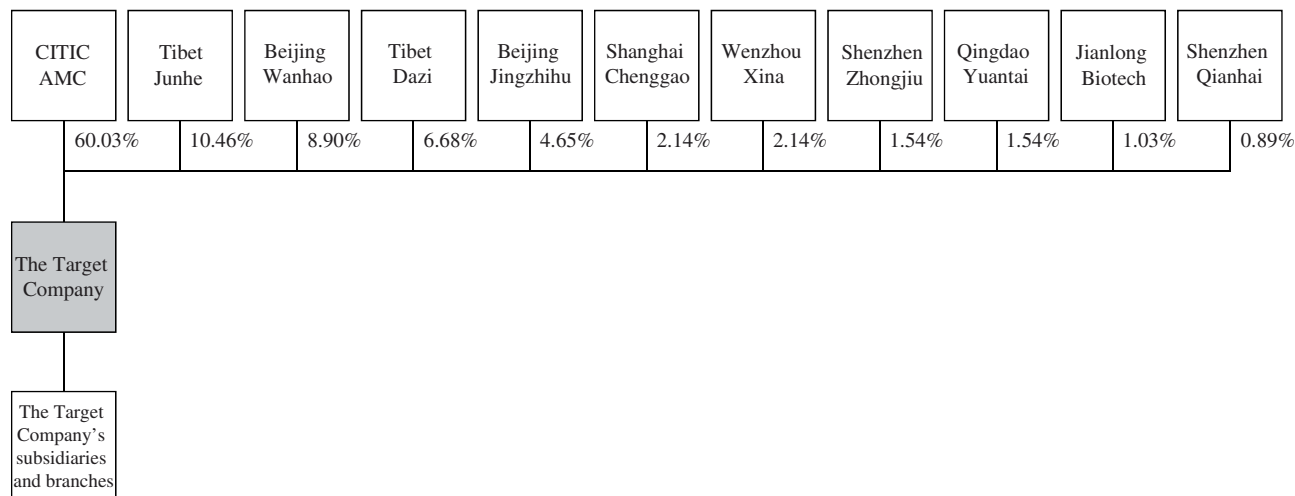 CITIC
AMC
Tibet
Junhe
Beijing
Wanhao
Tibet
Dazi
Beijing
Jingzhihu
Shanghai
Chenggao
Wenzhou
Xina
Shenzhen
Zhongjiu
Qingdao
Yuantai
Jianlong
Biotech
Shenzhen
Qianhai
60.03%
10.46%
8.90%
6.68%
4.65%
2.14%
2.14%
1.54%
1.54%
1.03%
0.89%
The Target
Company
The Target
Company’s
subsidiaries
and branches